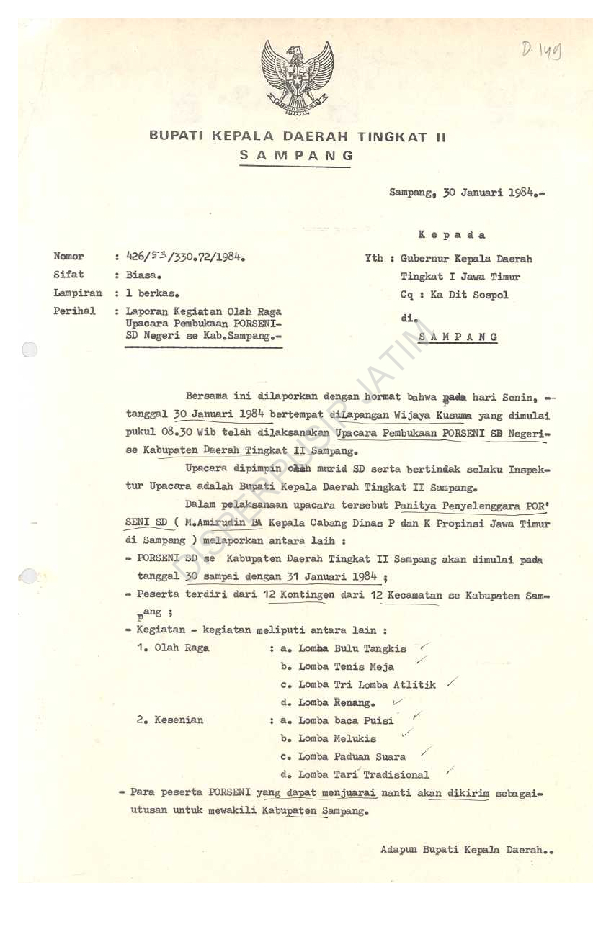 D 149
BUPATI KEPALA DAERAH TINGKAT II
SAMPANG
Sampang, 30 Januari 1984.-
Kepada
Nomor : 426/53/330.72/1984.
Yth : Gubernur Kepala Daerah
Sifat : Biasa.
Tingkat I Jawa Timur
Lampiran : 1 berkas.
Cq : Ka Dit Sospol
Perihal : Laporan Kegiatan Olah Raga
di.
Upacara Pembukaan PORSENI-
SD Negeri se Kab.Sampang.-
SAMPANG
Bersama ini dilaporkan dengan hormat bahwa pada hari Senin, -
tanggal 30 Januari 1984 bertempat diLapangan Wijaya Kusuma yang dimulai
pukul 08.30 Wib telah dilaksanakan Upacara Pembukaan PORSENI SD Negeri-
se Kabupaten Daerah Tingkat II Sampang.
Upacara dipimpin oleh murid SD serta bertindak selaku Inspek-
tur Upacara adalah Bupati Kepala Daerah Tingkat II Sampang.
Dalam pelaksanaan upacara tersebut Panitya Penyelenggara POR'
SENI SD ( M.Amirudin BA Kepala Cabang Dinas P dan K Propinsi Jawa Timur
di Sampang ) melaporkan antara laih :
- PORSENI SD se Kabupaten Daerah Tingkat II Sampang akan dimulai pada
tanggal 30 sampai dengan 31 Januari 1984 ;
- Peserta terdiri dari 12 Kontingen dari 12 Kecamatan se Kabupaten Sam-
pang ;
- Kegiatan - kegiatan meliputi antara lain :
1. Olah Raga : a. Lomba Bulu Tangkis
b. Lomba Tenis Meja
c. Lomba Tri Lomba Atlitik
d. Lomba Renang.
2. Kesenian : a. Lomba baca Puisi
b. Lomba Melukis
c. Lomba Paduan Suara
d. Lomba Tari Tradisional
- Para peserta PORSENI yang dapat menjuarai nanti akan dikirim sebagai-
utusan untuk mewakili Kabupaten Sampang.
Adapun Bupati Kepala Daerah..
DISPERPUSIP JATIM